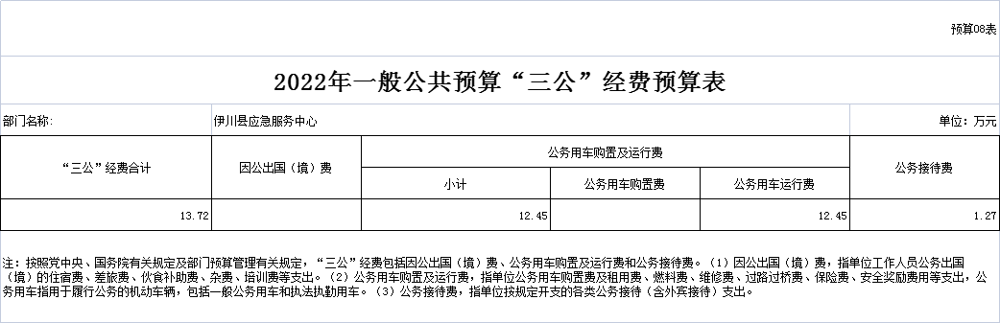 预算08表
2022年一般公共预算“三公”经费预算表
部门名称: 伊川县应急服务中心 单位：万元
“三公”经费合计 因公出国（境）费 公务用车购置及运行费 公务接待费
小计 公务用车购置费 公务用车运行费
13.72 12.45 12.45 1.27
注：按照党中央、国务院有关规定及部门预算管理有关规定，“三公”经费包括因公出国（境）费、公务用车购置及运行费和公务接待费。（1）因公出国（境）费，指单位工作人员公务出国
（境）的住宿费、差旅费、伙食补助费、杂费、培训费等支出。（2）公务用车购置及运行费，指单位公务用车购置费及租用费、燃料费、维修费、过路过桥费、保险费、安全奖励费用等支出，公
务用车指用于履行公务的机动车辆，包括一般公务用车和执法执勤用车。（3）公务接待费，指单位按规定开支的各类公务接待（含外宾接待）支出。